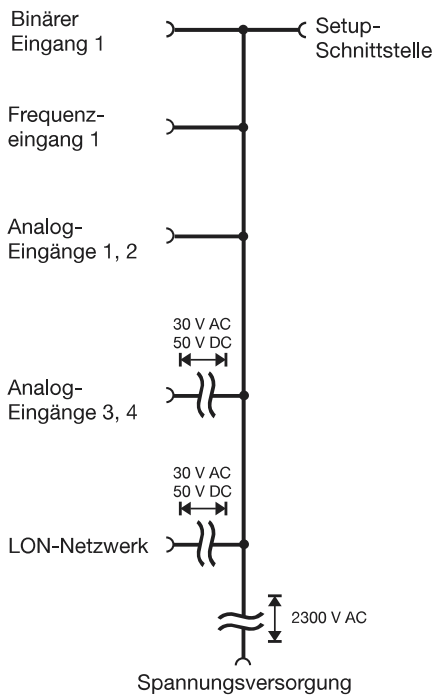 Binärer
Eingang 1
Setup-
Schnittstelle
Frequenz-
eingang 1
Analog-
Eingänge 1, 2
30 V AC
50 V DC
Analog-
Eingänge 3, 4
30 V AC
50 V DC
LON-Netzwerk
2300 V AC
Spannungsversorgung